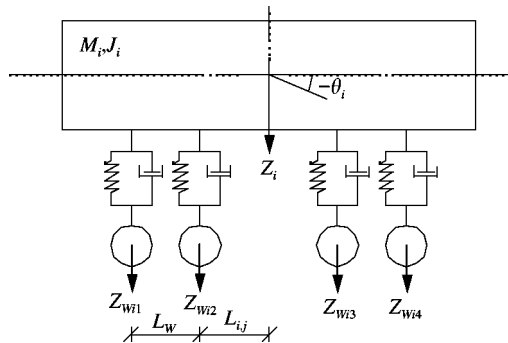 M_i,J_i
-θ_i
Z_i
Z_Wi1 Z_Wi2 Z_Wi3 Z_Wi4
L_W L_i,j